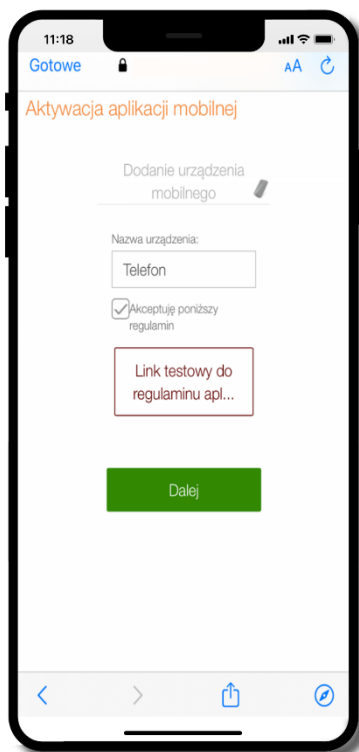 11:18
Gotowe
AA
Aktywacja aplikacji mobilnej
Dodanie urządzenia
mobilnego
Nazwa urządzenia:
Telefon
Akceptuję poniższy
regulamin
Link testowy do
regulaminu apl...
Dalej